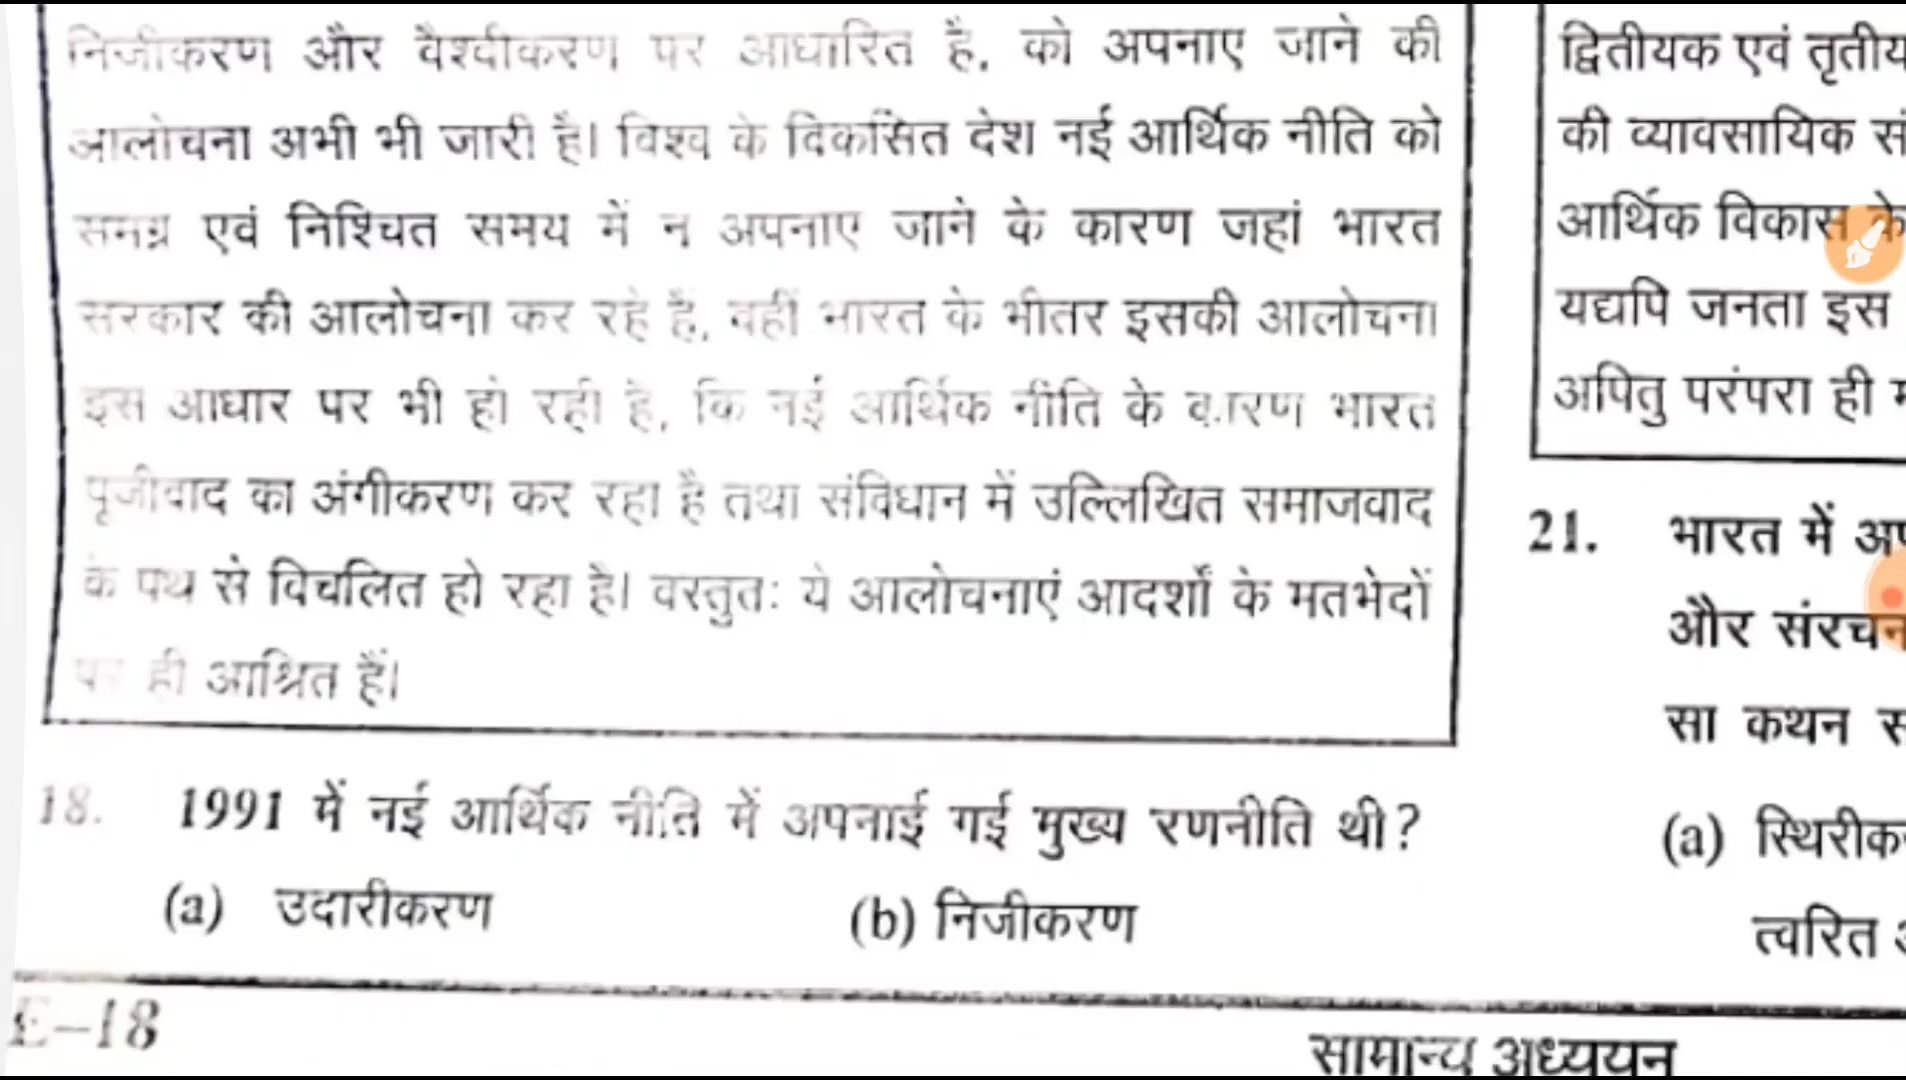 निजीकरण और वैश्वीकरण पर आधारित है, को अपनाए जाने की
आलोचना अभी भी जारी है। विश्व के विकसित देश नई आर्थिक नीति को
समग्र एवं निश्चित समय में न अपनाए जाने के कारण जहां भारत
सरकार की आलोचना कर रहे हैं, वहीं भारत के भीतर इसकी आलोचना
इस आधार पर भी हो रही है, कि नई आर्थिक नीति के कारण भारत
पूंजीवाद का अंगीकरण कर रहा है तथा संविधान में उल्लिखित समाजवाद
के पथ से विचलित हो रहा है। वस्तुतः ये आलोचनाएं आदर्शों के मतभेदों
पर ही आश्रित हैं।
18. 1991 में नई आर्थिक नीति में अपनाई गई मुख्य रणनीति थी?
(a) उदारीकरण (b) निजीकरण
E-18
सामान्य अध्ययन
द्वितीयक एवं
की व्यावसायिक
आर्थिक विकास के
यद्यपि जनता इस
अपितु परंपरा ही
21. भारत में
और
सा कथन
(a)
त्वरित